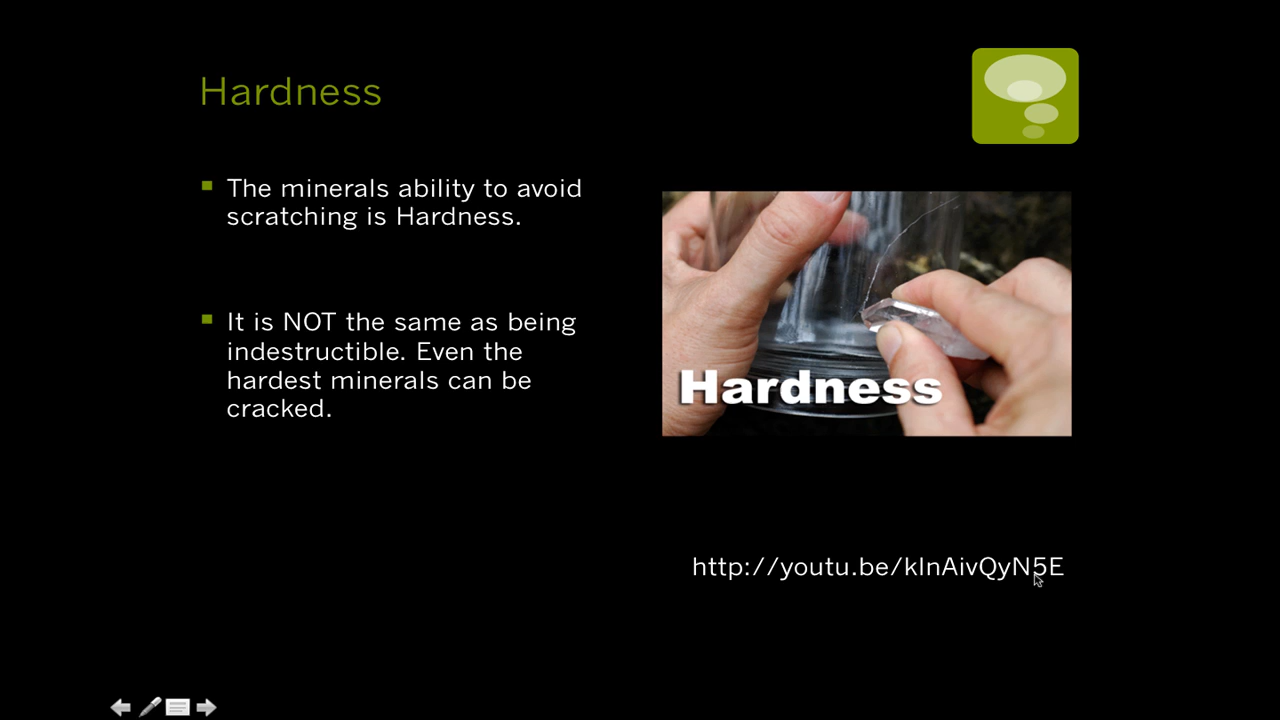 Hardness
The minerals ability to avoid
scratching is Hardness.
It is NOT the same as being
indestructible. Even the
hardest minerals can be
cracked.
Hardness
http://youtu.be/klnAivQyN5E